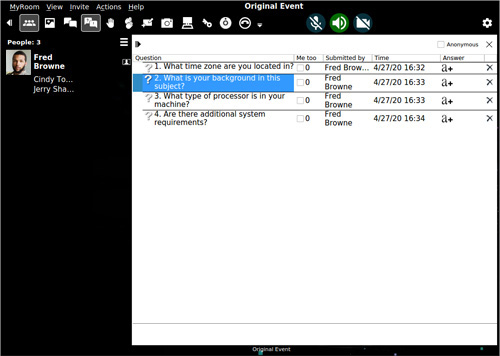 Original Event
MyRoom View Invite Actions Help
People: 3
Fred
Browne
Cindy To...
Jerry Sha...
Anonymous
Question Me too Submitted by Time Answer
1. What time zone are you located in? 0 Fred Brow... 4/27/20 16:32 a+
2. What is your background in this
subject? 0 Fred
Browne 4/27/20 16:33 a+
3. What type of processor is in your
machine? 0 Fred
Browne 4/27/20 16:33 a+
4. Are there additional system
requirements? 0 Fred
Browne 4/27/20 16:34 a+
Original Event